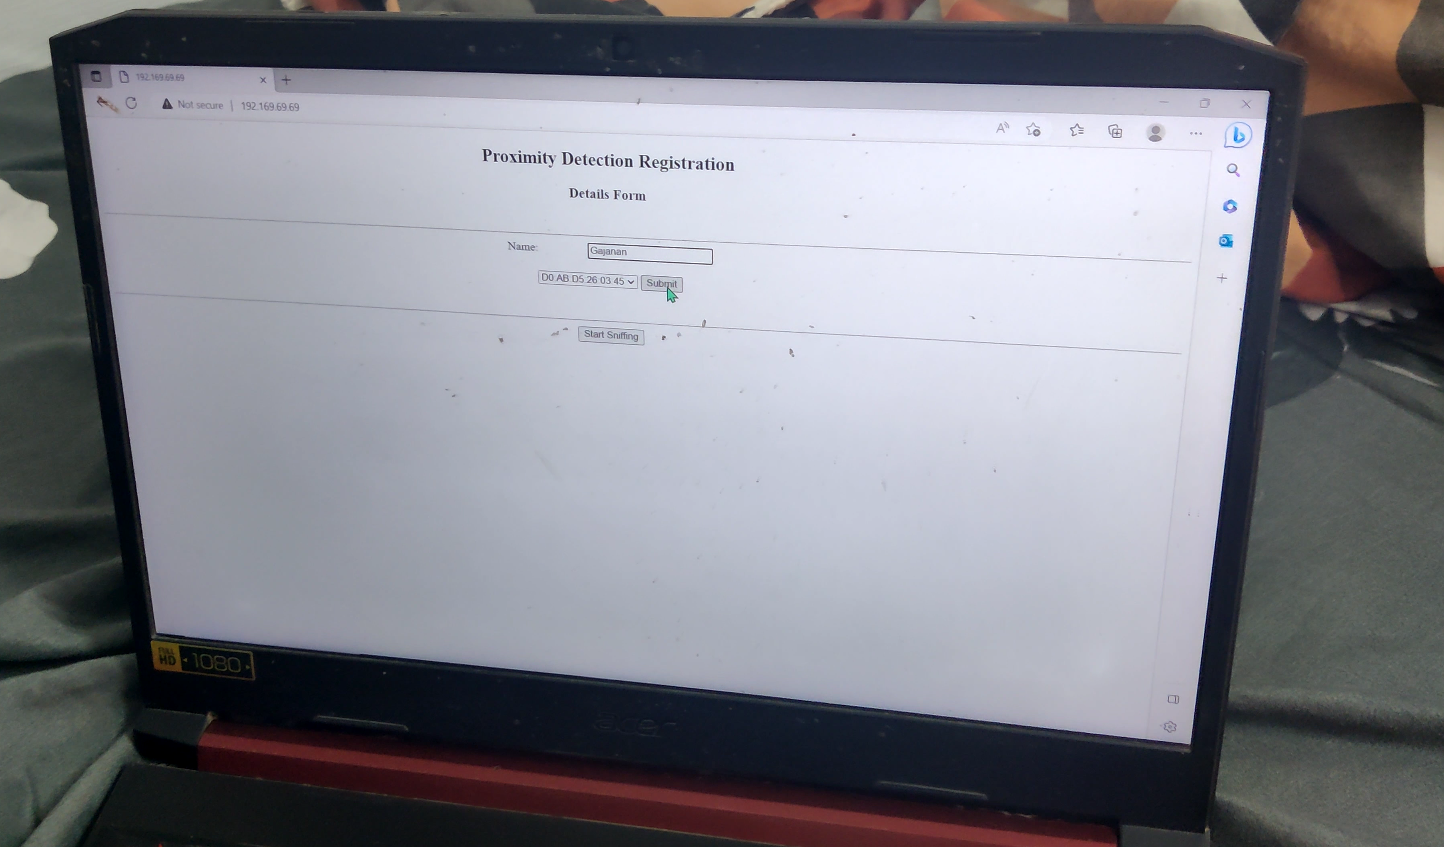 192.169.69.69
Not secure | 192.169.69.69
Proximity Detection Registration
Details Form
Name: Gajanan
D0:AB:D5:26:03:45 Submit
Start Sniffing
FULL HD 1080
acer